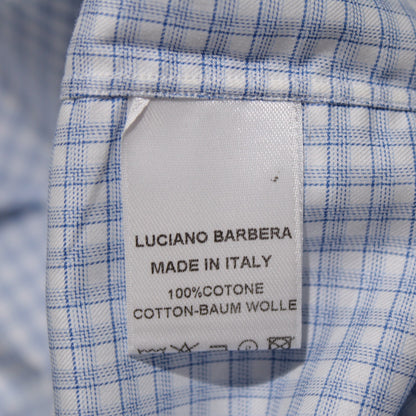 LUCIANO BARBERA
MADE IN ITALY
100%COTONE
COTTON-BAUM WOLLE